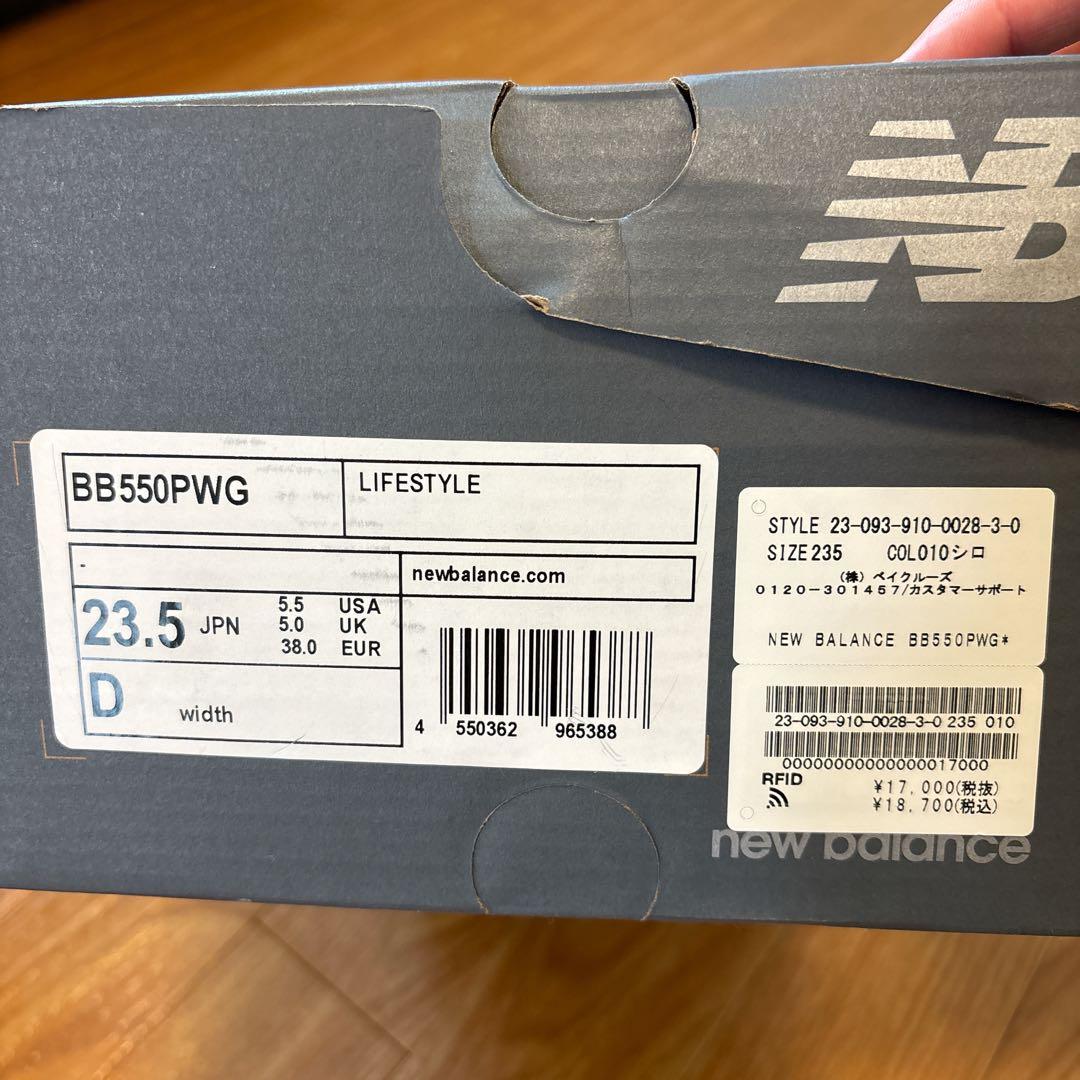 NB
BB550PWG
LIFESTYLE
-
newbalance.com
23.5 JPN
5.5 USA
5.0 UK
38.0 EUR
D width
4 550362 965388
STYLE 23-093-910-0028-3-0
SIZE 235 COL010シロ
(株) ベイクルーズ
0120-301457/カスタマーサポート
NEW BALANCE BB550PWG*
23-093-910-0028-3-0 235 010
00000000000000017000
RFID
¥17,000(税抜)
¥18,700(税込)
new balance